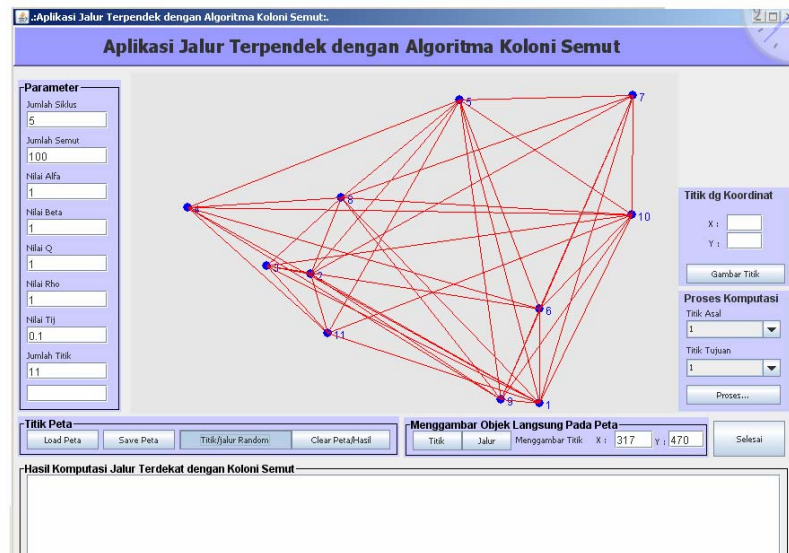 .:Aplikasi Jalur Terpendek dengan Algoritma Koloni Semut:.
Aplikasi Jalur Terpendek dengan Algoritma Koloni Semut
Parameter
Jumlah Siklus
5
Jumlah Semut
100
Nilai Alfa
1
Nilai Beta
1
Nilai Q
1
Nilai Rho
1
Nilai Tij
0.1
Jumlah Titik
11
5
7
8
10
3
2
6
11
9
1
Titik dg Koordinat
X :
Y :
Gambar Titik
Proses Komputasi
Titik Asal
1
Titik Tujuan
1
Proses...
Titik Peta
Load Peta
Save Peta
Titik/jalur Random
Clear Peta/Hasil
Menggambar Objek Langsung Pada Peta
Titik
Jalur
Menggambar Titik X : 317 Y : 470
Selesai
Hasil Komputasi Jalur Terdekat dengan Koloni Semut